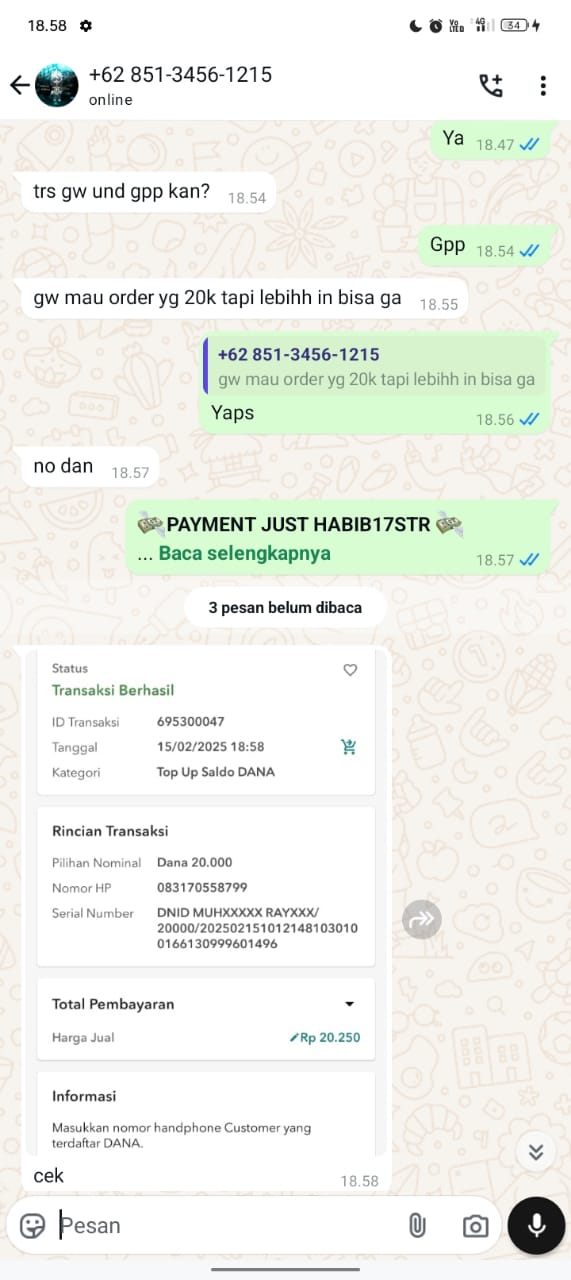 18.58
Vo LTED 4G 34
+62 851-3456-1215
online
Ya 18.47
trs gw und gpp kan? 18.54
Gpp 18.54
gw mau order yg 20k tapi lebihh in bisa ga 18.55
+62 851-3456-1215
gw mau order yg 20k tapi lebihh in bisa ga
Yaps 18.56
no dan 18.57
💸PAYMENT JUST HABIB17STR💸
... Baca selengkapnya 18.57
3 pesan belum dibaca
Status
Transaksi Berhasil
ID Transaksi 695300047
Tanggal 15/02/2025 18:58
Kategori Top Up Saldo DANA
Rincian Transaksi
Pilihan Nominal Dana 20.000
Nomor HP 083170558799
Serial Number DNID MUHXXXXX RAYXXX/
20000/202502151012148103010
0166130999601496
Total Pembayaran
Harga Jual Rp 20.250
Informasi
Masukkan nomor handphone Customer yang
terdaftar DANA.
cek 18.58
Pesan